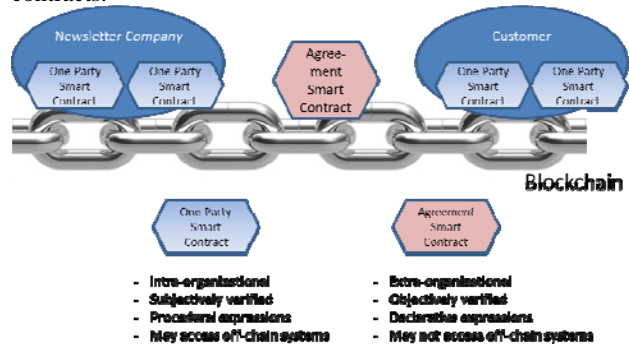 contracts.
Newsletter Company
Customer
Agree-
ment
Smart
Contract
One Party
Smart
Contract
One Party
Smart
Contract
One Party
Smart
Contract
One Party
Smart
Contract
Blockchain
One Party
Smart
Contract
Agreement
Smart
Contract
- Intra-organizational
- Subjectively verified
- Procedural expressions
- May access off-chain systems
- Extra-organizational
- Objectively verified
- Declarative expressions
- May not access off-chain systems